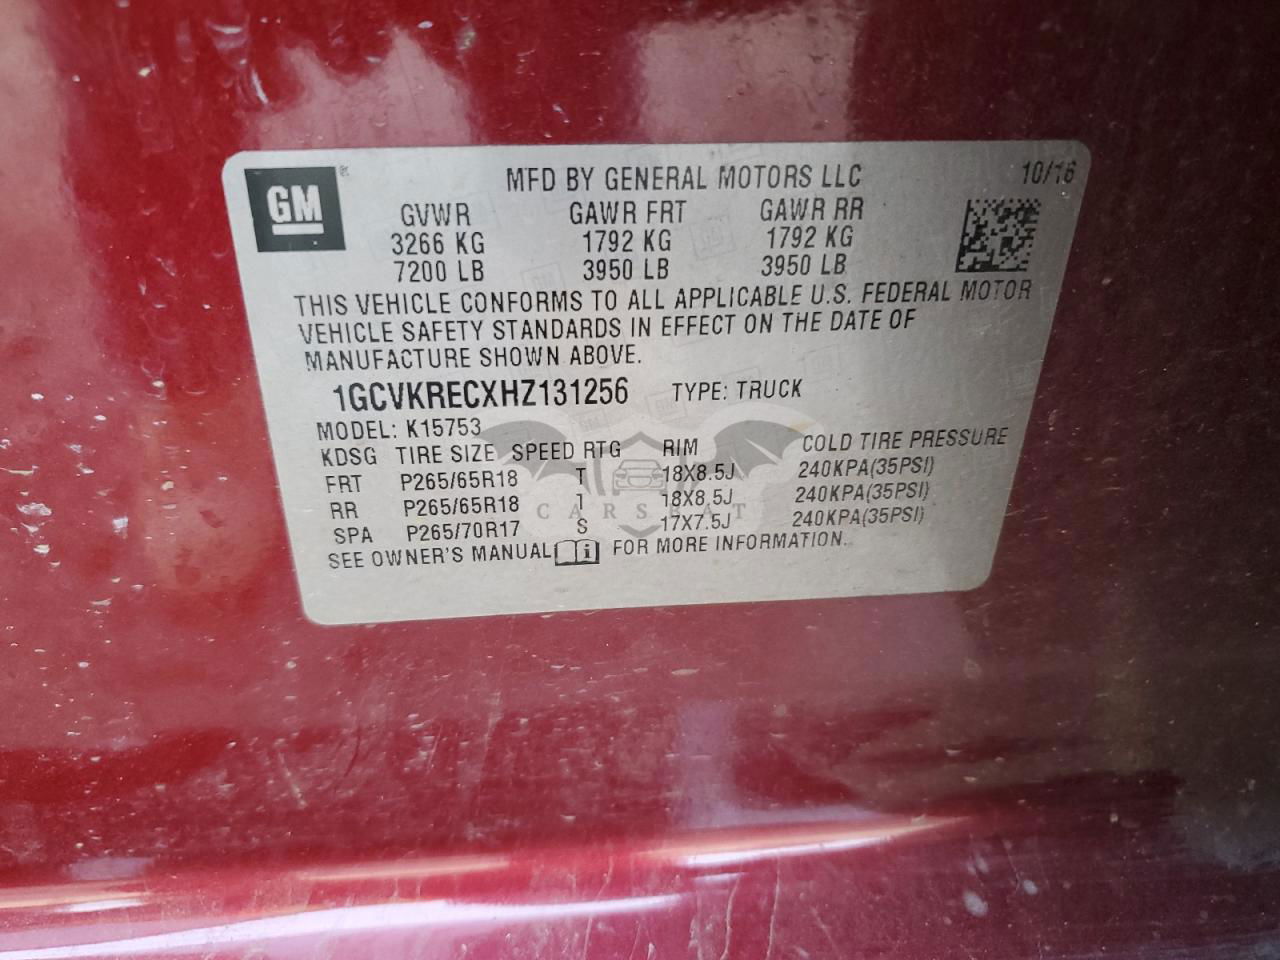 GM
®
MFD BY GENERAL MOTORS LLC 10/16
GVWR GAWR FRT GAWR RR
3266 KG 1792 KG 1792 KG
7200 LB 3950 LB 3950 LB
THIS VEHICLE CONFORMS TO ALL APPLICABLE U.S. FEDERAL MOTOR
VEHICLE SAFETY STANDARDS IN EFFECT ON THE DATE OF
MANUFACTURE SHOWN ABOVE.
1GCVKRECXHZ131256 TYPE: TRUCK
MODEL: K15753
KDSG TIRE SIZE SPEED RTG RIM COLD TIRE PRESSURE
FRT P265/65R18 T 18X8.5J 240KPA(35PSI)
RR P265/65R18 T 18X8.5J 240KPA(35PSI)
CARSEAT
SPA P265/70R17 S 17X7.5J 240KPA(35PSI)
SEE OWNER'S MANUAL i FOR MORE INFORMATION.